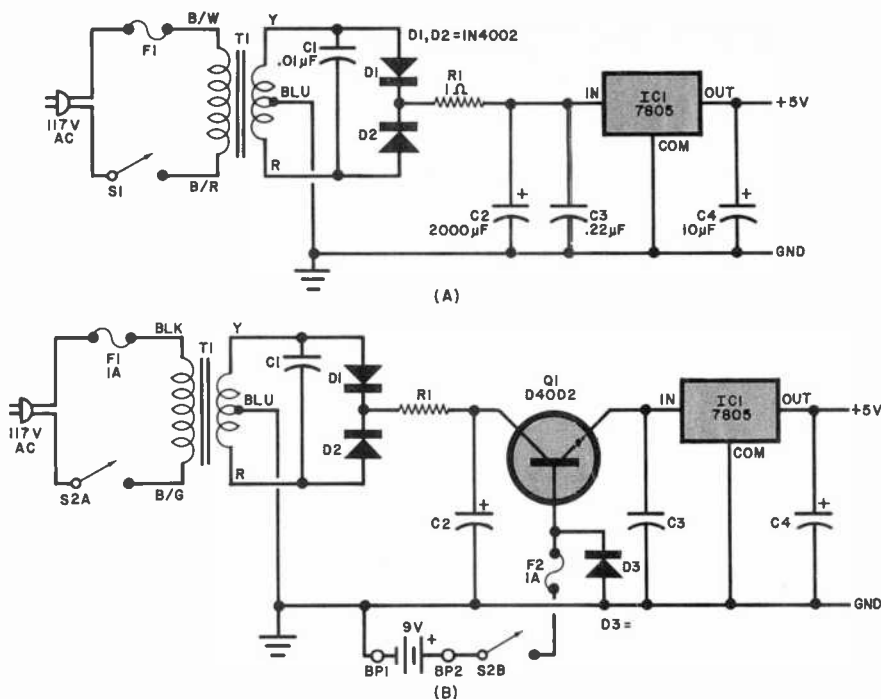 B/W
F1
T1
Y
C1
.01µF
D1, D2=1N4002
D1
BLU
R1
1Ω
IN
IC1
7805
OUT
+5V
COM
117V
AC
S1
B/R
R
D2
C2
2000µF
C3
.22µF
+
+
C4
10µF
GND
(A)
F1
1A
BLK
T1
Y
C1
D1
BLU
R1
Q1
D40D2
IN
IC1
7805
OUT
+5V
COM
117V
AC
S2A
B/G
R
D2
C2
+
F2
1A
D3
C3
+
C4
GND
D3=
9V
+
BP1
BP2
S2B
(B)